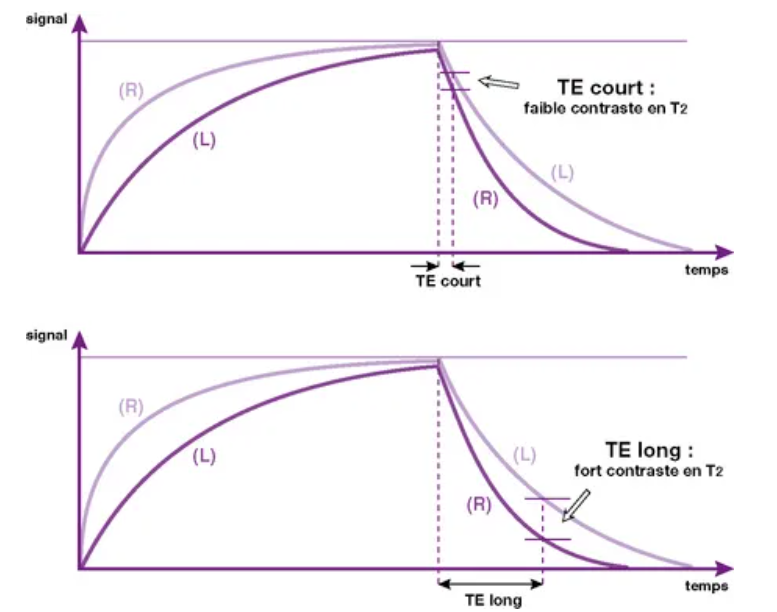 signal
(R)
(L)
TE court :
faible contraste en T2
(L)
(R)
temps
TE court
signal
(R)
(L)
TE long :
fort contraste en T2
(L)
(R)
temps
TE long